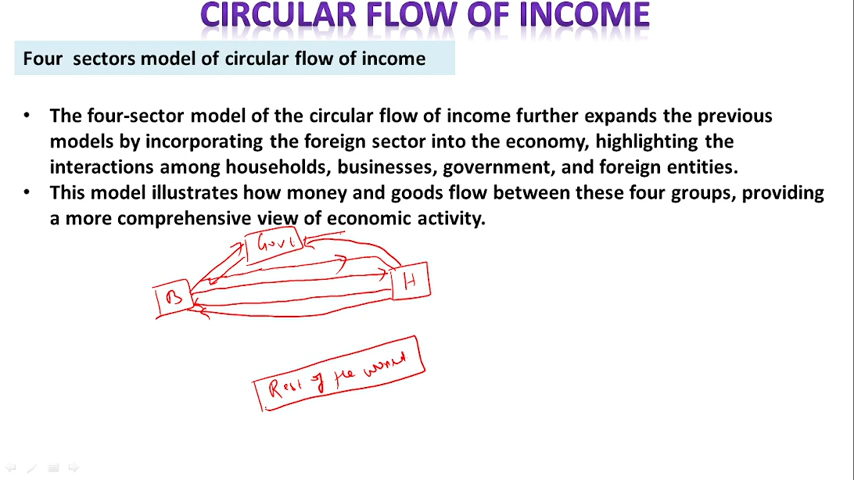 CIRCULAR FLOW OF INCOME
Four sectors model of circular flow of income
• The four-sector model of the circular flow of income further expands the previous
models by incorporating the foreign sector into the economy, highlighting the
interactions among households, businesses, government, and foreign entities.
• This model illustrates how money and goods flow between these four groups, providing
a more comprehensive view of economic activity.
Govt
B
H
Rest of the world